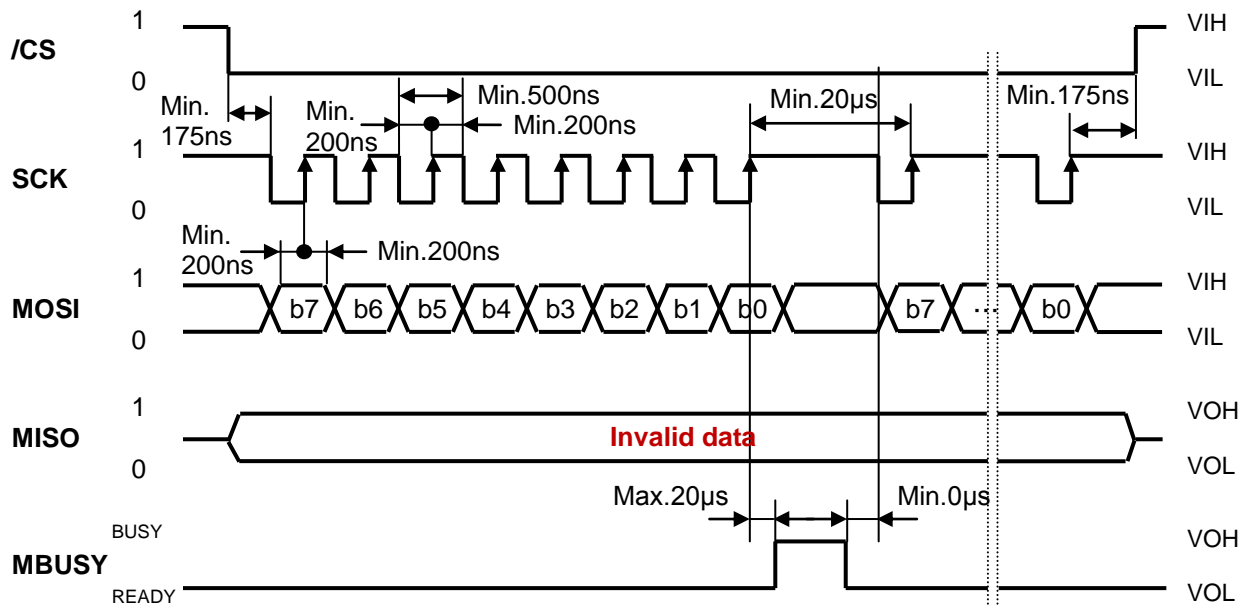 1 VIH
/CS
0 VIL
Min. 175ns
Min.500ns
Min. 200ns
Min.200ns
Min.20µs
Min.175ns
1 VIH
SCK
0 VIL
Min. 200ns
Min.200ns
1 VIH
MOSI b7 b6 b5 b4 b3 b2 b1 b0 b7 ... b0
0 VIL
1 VOH
MISO Invalid data
0 VOL
Max.20µs Min.0µs
BUSY VOH
MBUSY
READY VOL